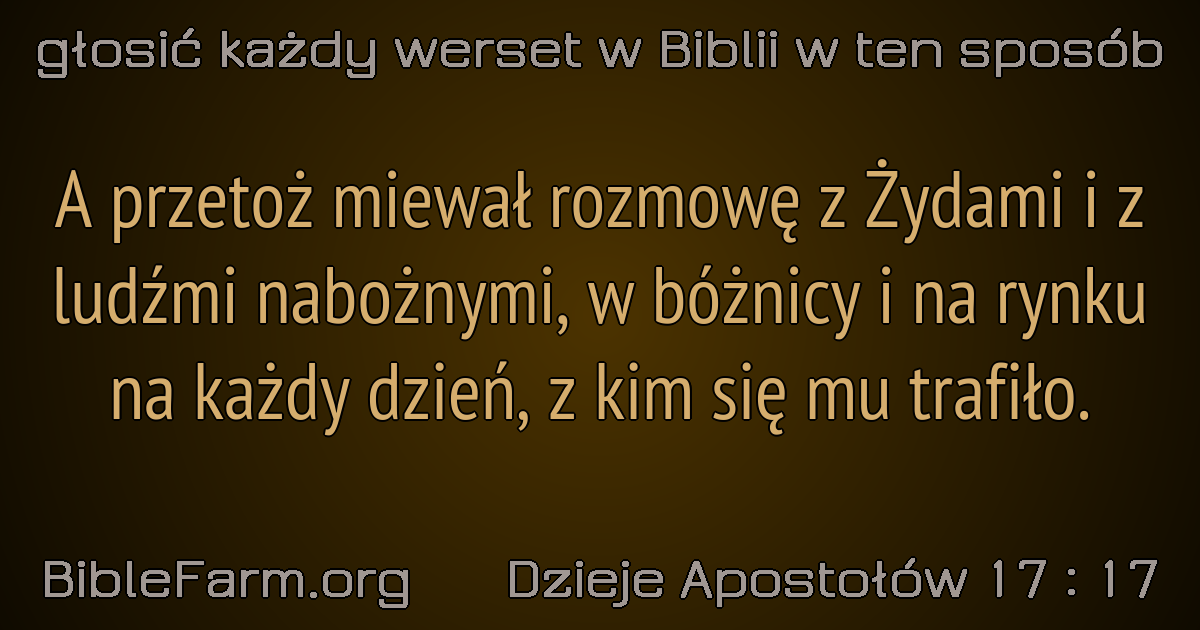 głosić każdy werset w Biblii w ten sposób
A przetoż miewał rozmowę z Żydami i z
ludźmi nabożnymi, w bóżnicy i na rynku
na każdy dzień, z kim się mu trafiło.
BibleFarm.org Dzieje Apostołów 17 : 17